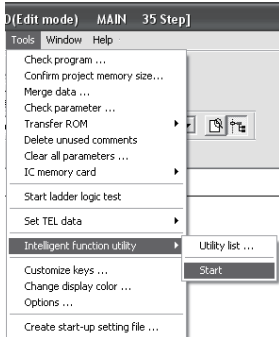 D(Edit mode) MAIN 35 Step]
Tools Window Help
Check program ...
Confirm project memory size...
Merge data ...
Check parameter ...
Transfer ROM
Delete unused comments
Clear all parameters ...
IC memory card
Start ladder logic test
Set TEL data
Intelligent function utility
Utility list ...
Start
Customize keys ...
Change display color ...
Options ...
Create start-up setting file ...